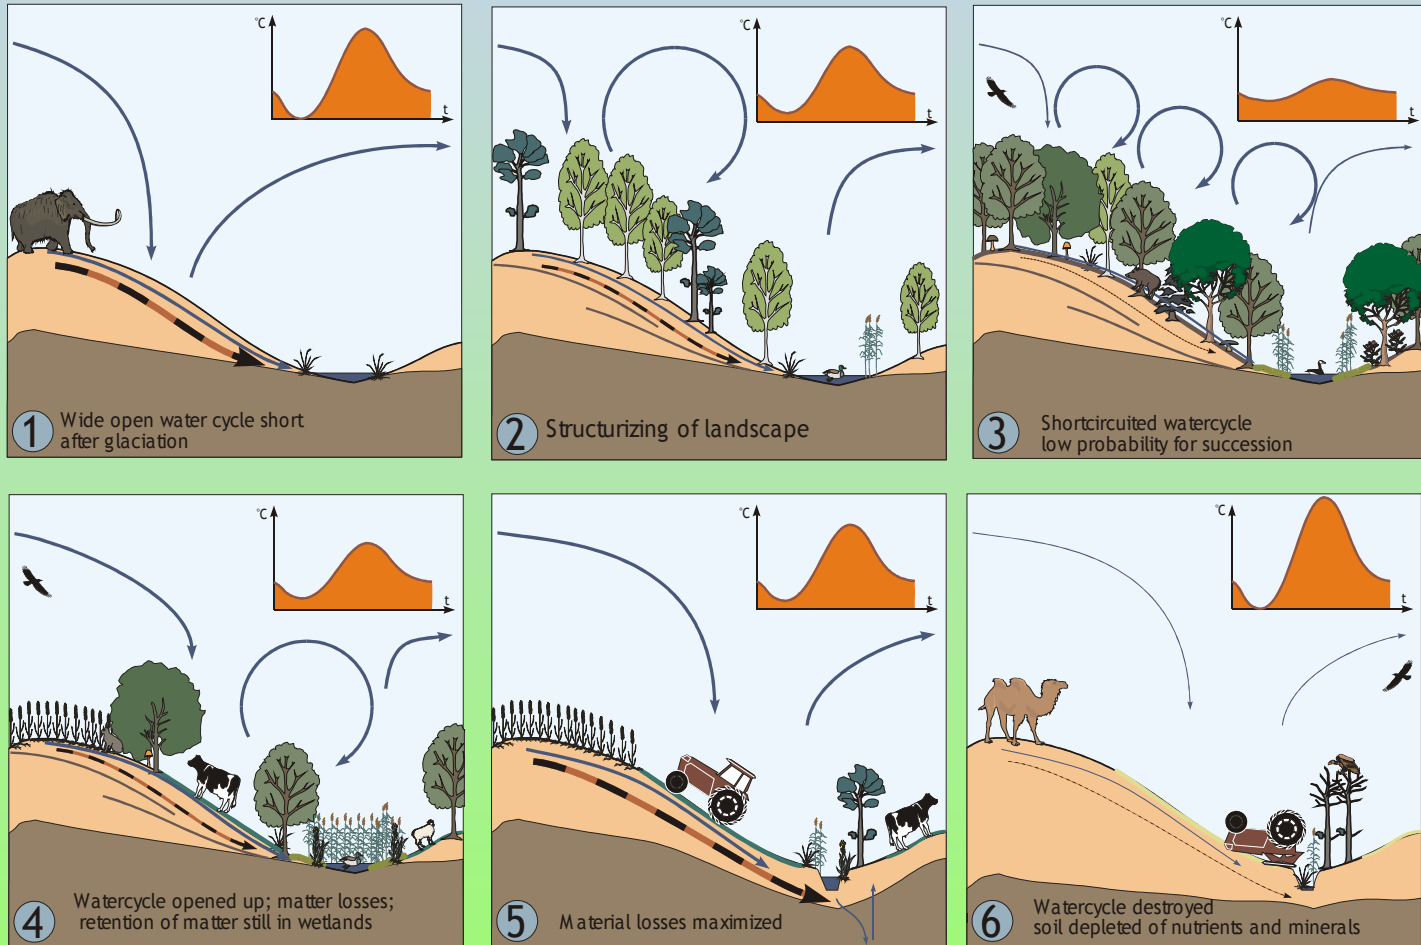 °C
t
1
Wide open water cycle short
after glaciation
°C
t
2
Structurizing of landscape
°C
t
3
Shortcircuited watercycle
low probability for succession
°C
t
4
Watercycle opened up; matter losses;
retention of matter still in wetlands
°C
t
5
Material losses maximized
°C
t
6
Watercycle destroyed
soil depleted of nutrients and minerals